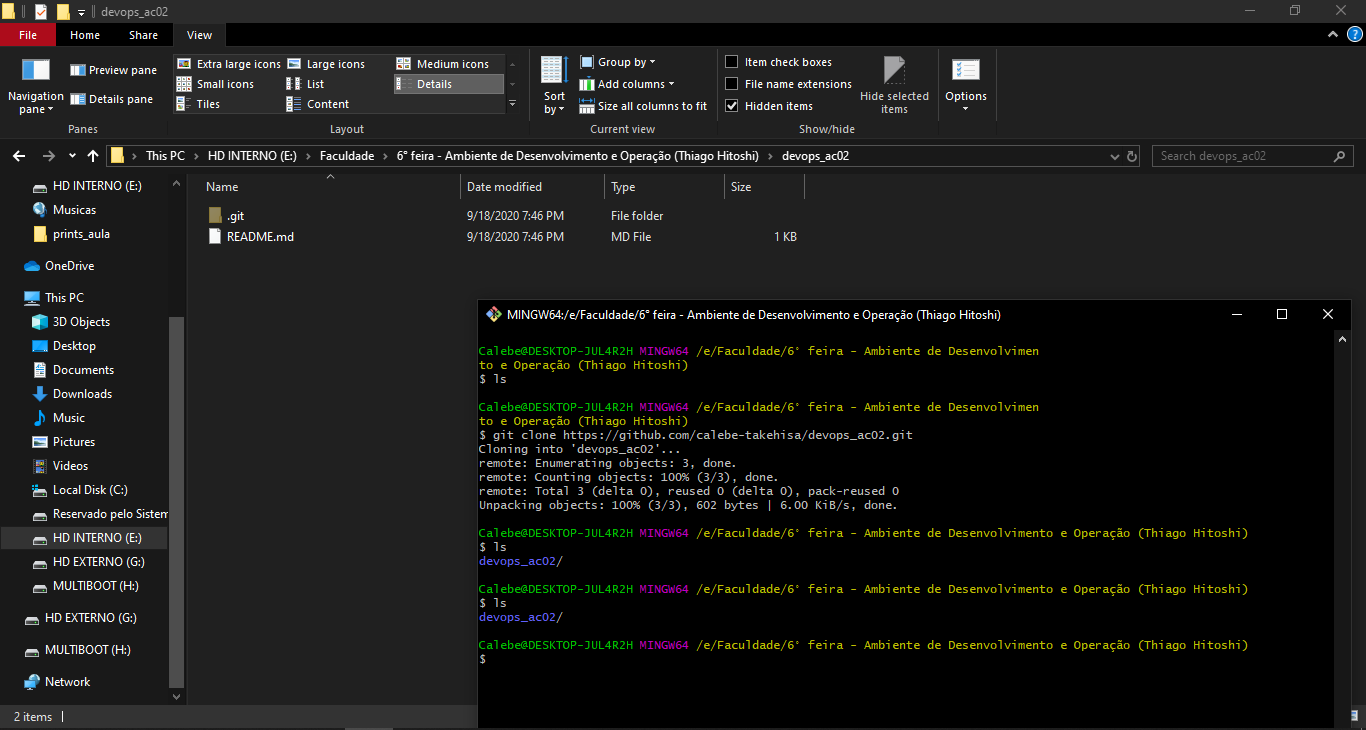 devops_ac02
File Home Share View
Navigation pane
Preview pane
Details pane
Panes
Extra large icons Large icons Medium icons
Small icons List Details
Tiles Content
Layout
Sort by
Group by
Add columns
Size all columns to fit
Current view
Item check boxes
File name extensions
Hidden items
Hide selected items
Show/hide
Options
This PC > HD INTERNO (E:) > Faculdade > 6° feira - Ambiente de Desenvolvimento e Operação (Thiago Hitoshi) > devops_ac02
Search devops_ac02
HD INTERNO (E:)
Musicas
prints_aula
OneDrive
This PC
3D Objects
Desktop
Documents
Downloads
Music
Pictures
Videos
Local Disk (C:)
Reservado pelo Sistem
HD INTERNO (E:)
HD EXTERNO (G:)
MULTIBOOT (H:)
HD EXTERNO (G:)
MULTIBOOT (H:)
Network
Name Date modified Type Size
.git 9/18/2020 7:46 PM File folder
README.md 9/18/2020 7:46 PM MD File 1 KB
MINGW64:/e/Faculdade/6° feira - Ambiente de Desenvolvimento e Operação (Thiago Hitoshi)
Calebe@DESKTOP-JUL4R2H MINGW64 /e/Faculdade/6° feira - Ambiente de Desenvolvimen
to e Operação (Thiago Hitoshi)
$ ls
Calebe@DESKTOP-JUL4R2H MINGW64 /e/Faculdade/6° feira - Ambiente de Desenvolvimen
to e Operação (Thiago Hitoshi)
$ git clone https://github.com/calebe-takehisa/devops_ac02.git
Cloning into 'devops_ac02'...
remote: Enumerating objects: 3, done.
remote: Counting objects: 100% (3/3), done.
remote: Total 3 (delta 0), reused 0 (delta 0), pack-reused 0
Unpacking objects: 100% (3/3), 602 bytes | 6.00 KiB/s, done.
Calebe@DESKTOP-JUL4R2H MINGW64 /e/Faculdade/6° feira - Ambiente de Desenvolvimento e Operação (Thiago Hitoshi)
$ ls
devops_ac02/
Calebe@DESKTOP-JUL4R2H MINGW64 /e/Faculdade/6° feira - Ambiente de Desenvolvimento e Operação (Thiago Hitoshi)
$ ls
devops_ac02/
Calebe@DESKTOP-JUL4R2H MINGW64 /e/Faculdade/6° feira - Ambiente de Desenvolvimento e Operação (Thiago Hitoshi)
$
2 items